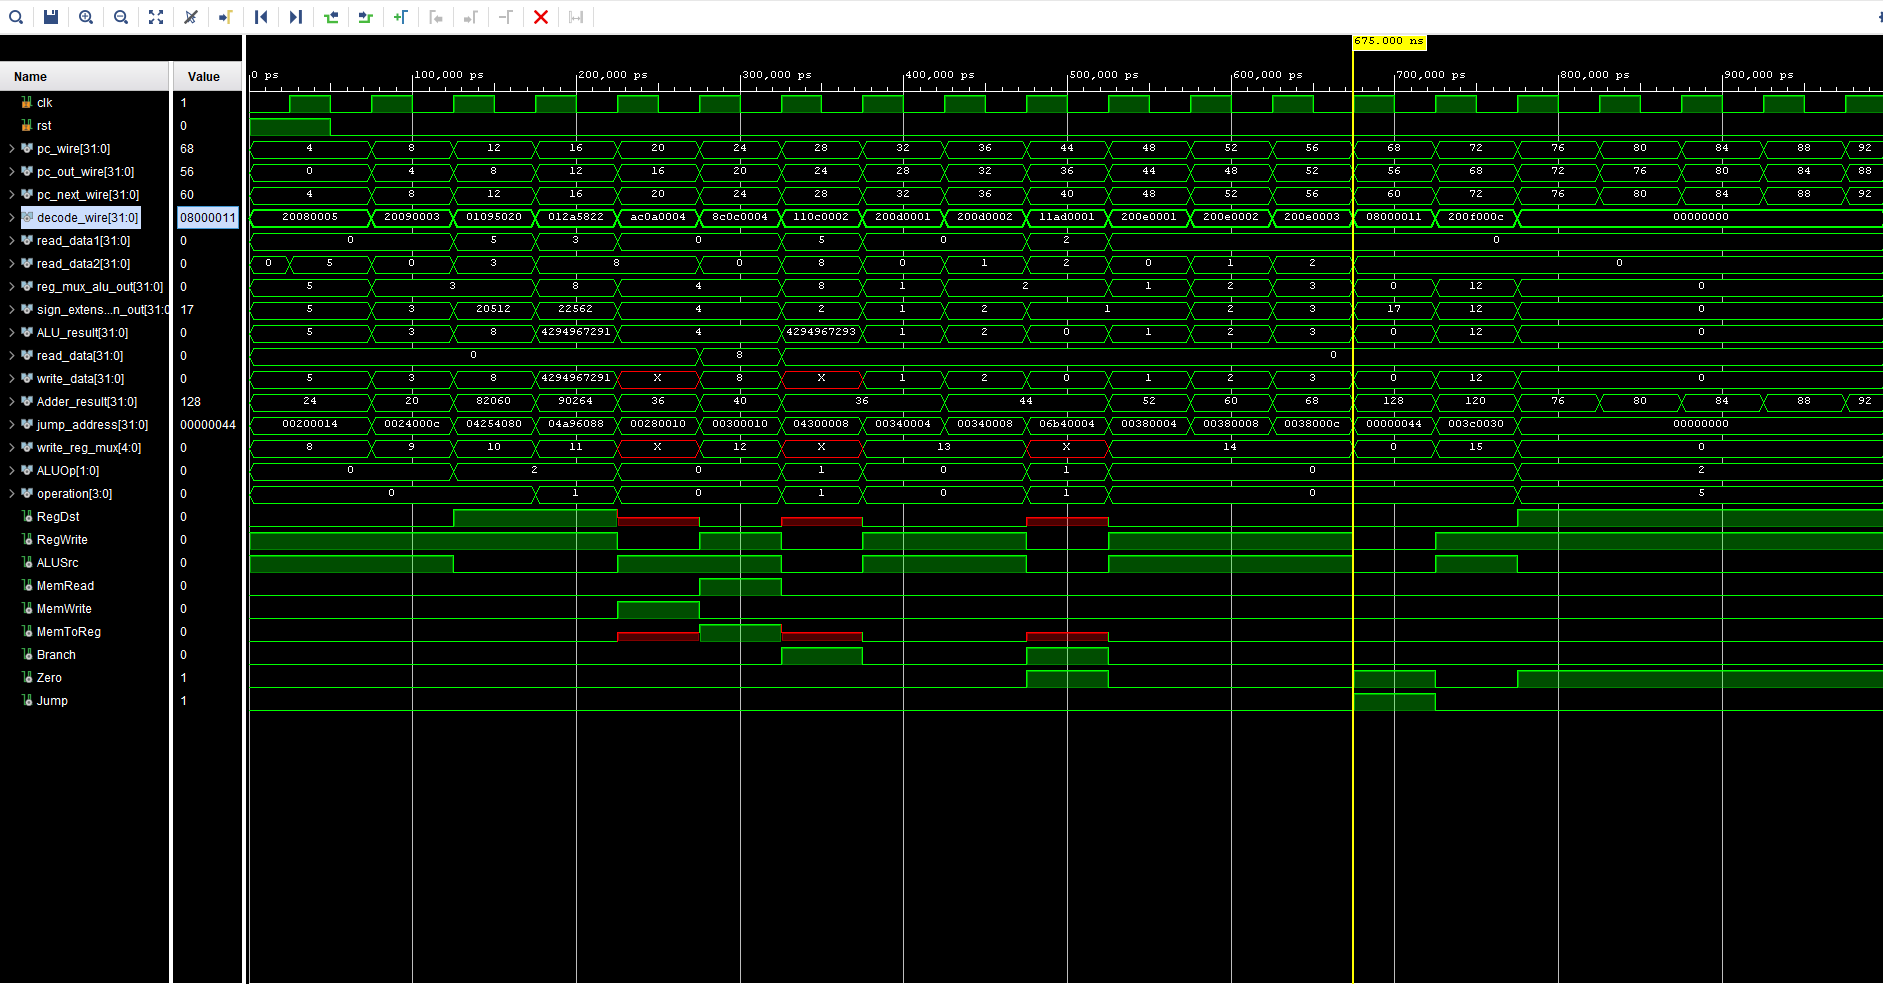 675.000 ns
Name Value 0 ps 100,000 ps 200,000 ps 300,000 ps 400,000 ps 500,000 ps 600,000 ps 700,000 ps 800,000 ps 900,000 ps
clk 1
rst 0
pc_wire[31:0] 68 4 8 12 16 20 24 28 32 36 44 48 52 56 68 72 76 80 84 88 92
pc_out_wire[31:0] 56 0 4 8 12 16 20 24 28 32 36 44 48 52 56 68 72 76 80 84 88
pc_next_wire[31:0] 60 4 8 12 16 20 24 28 32 36 40 48 52 56 60 72 76 80 84 88 92
decode_wire[31:0] 08000011 20080005 20090003 01095020 012a5822 ac0a0004 8c0c0004 110c0002 200d0001 200d0002 11ad0001 200e0001 200e0002 200e0003 08000011 200f000c 00000000
read_data1[31:0] 0 0 5 3 0 5 0 2 0
read_data2[31:0] 0 0 5 0 3 8 0 8 0 1 2 0 1 2 0
reg_mux_alu_out[31:0] 0 5 3 8 4 8 1 2 1 2 3 0 12 0
sign_extens...n_out[31:0 17 5 3 20512 22562 4 2 1 2 1 2 3 17 12 0
ALU_result[31:0] 0 5 3 8 4294967291 4 4294967293 1 2 0 1 2 3 0 12 0
read_data[31:0] 0 0 8 0
write_data[31:0] 0 5 3 8 4294967291 X 8 X 1 2 0 1 2 3 0 12 0
Adder_result[31:0] 128 24 20 82060 90264 36 40 36 44 52 60 68 128 120 76 80 84 88 92
jump_address[31:0] 00000044 00200014 0024000c 04254080 04a96088 00280010 00300010 04300008 00340004 00340008 06b40004 00380004 00380008 0038000c 00000044 003c0030 00000000
write_reg_mux[4:0] 0 8 9 10 11 X 12 X 13 X 14 0 15 0
ALUOp[1:0] 0 0 2 0 1 0 1 0 2
operation[3:0] 0 0 1 0 1 0 1 0 5
RegDst 0
RegWrite 0
ALUSrc 0
MemRead 0
MemWrite 0
MemToReg 0
Branch 0
Zero 1
Jump 1